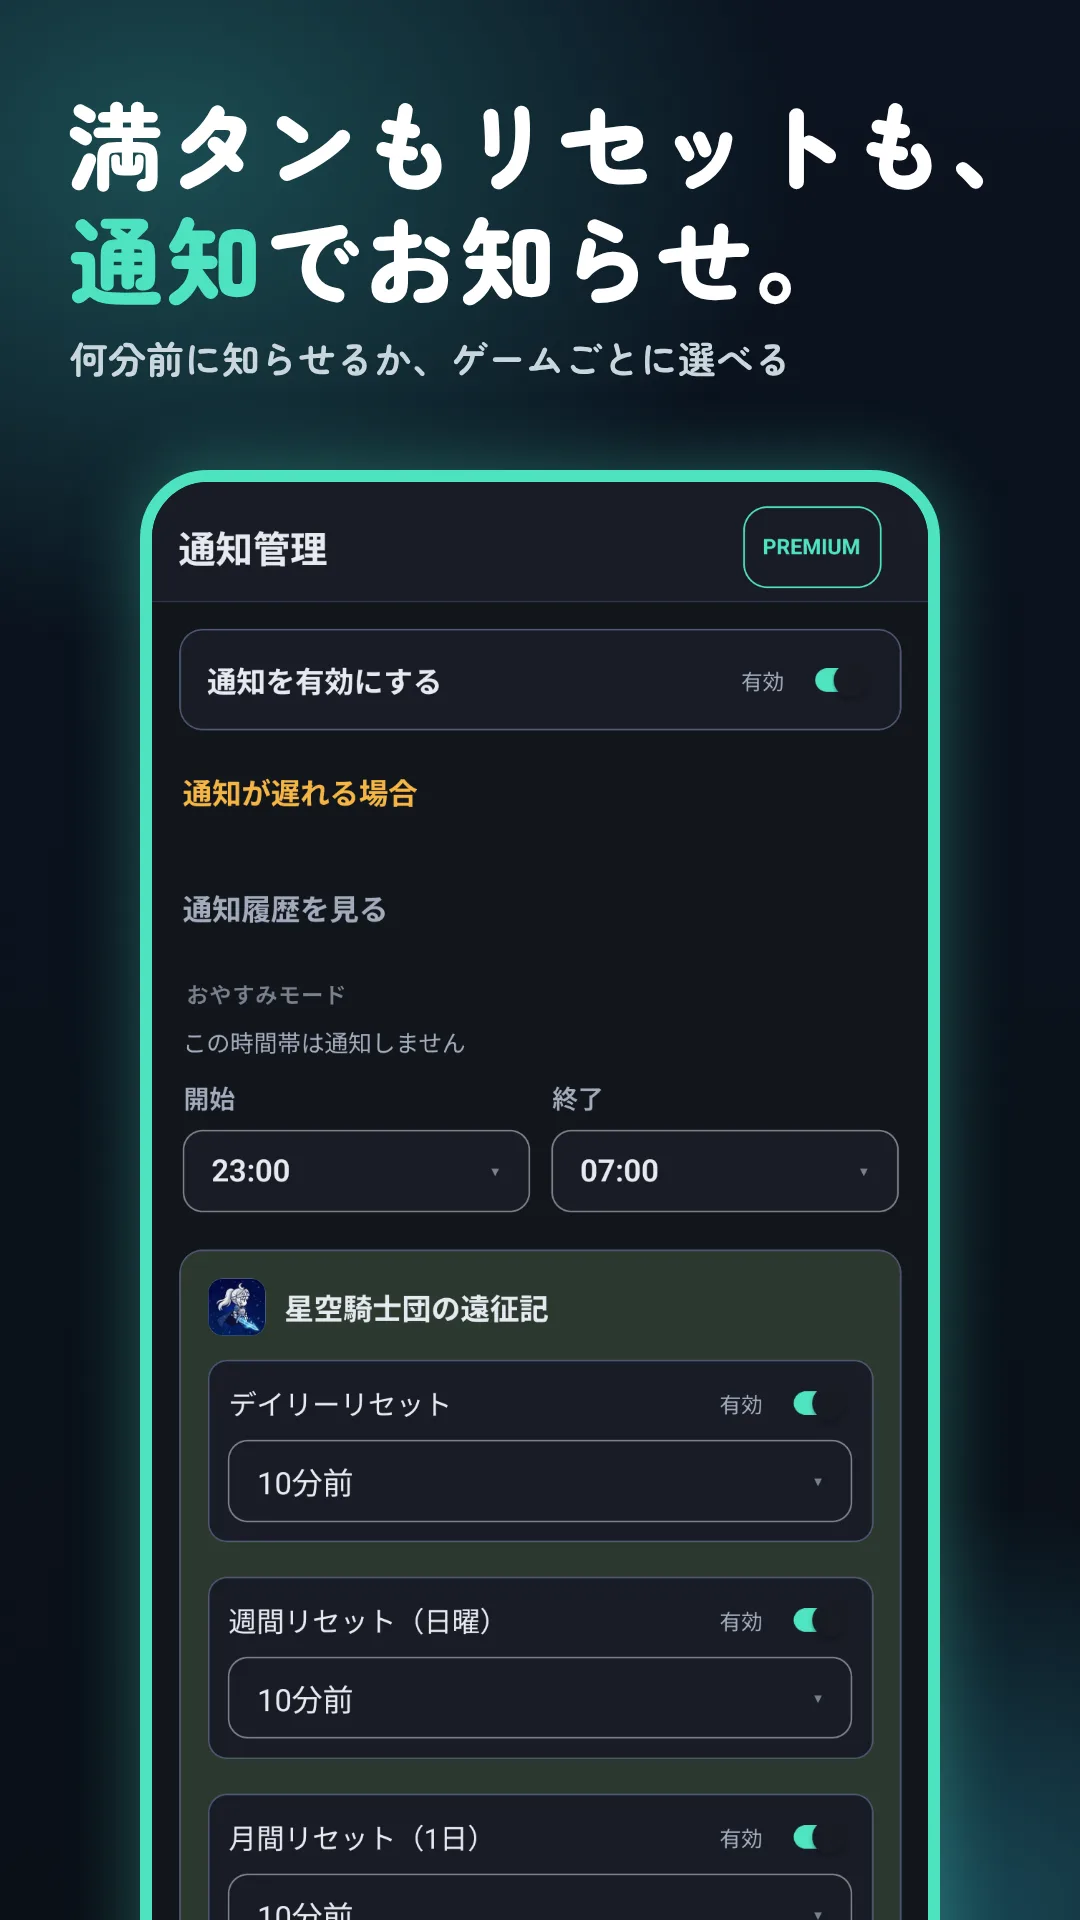 満タンもリセットも、
通知でお知らせ。
何分前に知らせるか、ゲームごとに選べる
通知管理
PREMIUM
通知を有効にする
有効
通知が遅れる場合
通知履歴を見る
おやすみモード
この時間帯は通知しません
開始
終了
23:00
07:00
星空騎士団の遠征記
デイリーリセット
有効
10分前
週間リセット（日曜）
有効
10分前
月間リセット（1日）
有効
10分前